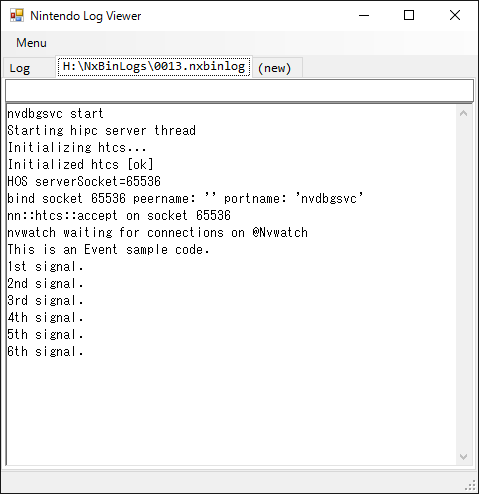 Nintendo Log Viewer
Menu
Log
H:\NxBinLogs\0013.nxbinlog
(new)
nvdbgsvc start
Starting hipc server thread
Initializing htcs...
Initialized htcs [ok]
HOS serverSocket=65536
bind socket 65536 peername: '' portname: 'nvdbgsvc'
nn::htcs::accept on socket 65536
nvwatch waiting for connections on @Nvwatch
This is an Event sample code.
1st signal.
2nd signal.
3rd signal.
4th signal.
5th signal.
6th signal.